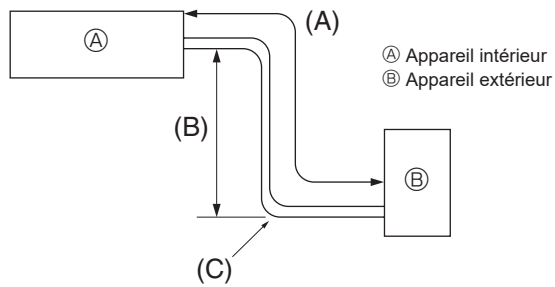 (A)
Ⓐ
Ⓐ Appareil intérieur
Ⓑ Appareil extérieur
(B)
Ⓑ
(C)